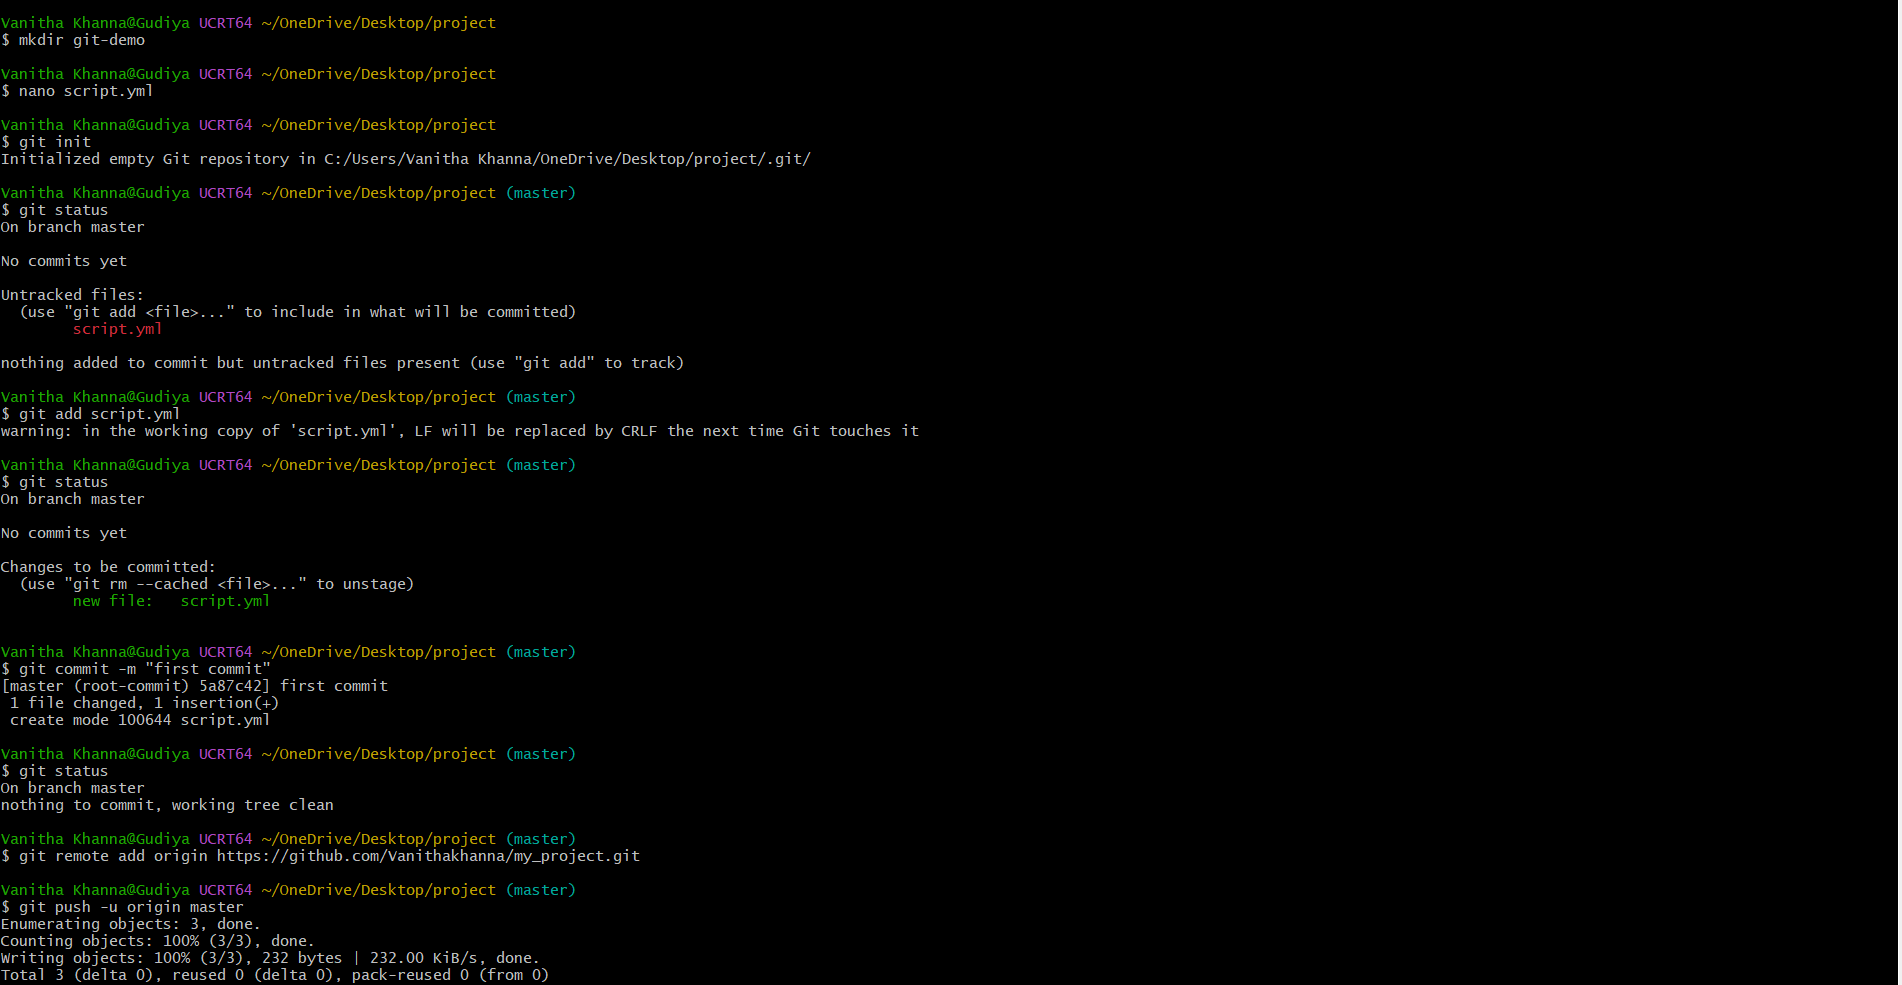 Vanitha Khanna@Gudiya UCRT64 ~/OneDrive/Desktop/project
$ mkdir git-demo
Vanitha Khanna@Gudiya UCRT64 ~/OneDrive/Desktop/project
$ nano script.yml
Vanitha Khanna@Gudiya UCRT64 ~/OneDrive/Desktop/project
$ git init
Initialized empty Git repository in C:/Users/Vanitha Khanna/OneDrive/Desktop/project/.git/
Vanitha Khanna@Gudiya UCRT64 ~/OneDrive/Desktop/project (master)
$ git status
On branch master
No commits yet
Untracked files:
  (use "git add <file>..." to include in what will be committed)
        script.yml
nothing added to commit but untracked files present (use "git add" to track)
Vanitha Khanna@Gudiya UCRT64 ~/OneDrive/Desktop/project (master)
$ git add script.yml
warning: in the working copy of 'script.yml', LF will be replaced by CRLF the next time Git touches it
Vanitha Khanna@Gudiya UCRT64 ~/OneDrive/Desktop/project (master)
$ git status
On branch master
No commits yet
Changes to be committed:
  (use "git rm --cached <file>..." to unstage)
        new file:   script.yml
Vanitha Khanna@Gudiya UCRT64 ~/OneDrive/Desktop/project (master)
$ git commit -m "first commit"
[master (root-commit) 5a87c42] first commit
 1 file changed, 1 insertion(+)
 create mode 100644 script.yml
Vanitha Khanna@Gudiya UCRT64 ~/OneDrive/Desktop/project (master)
$ git status
On branch master
nothing to commit, working tree clean
Vanitha Khanna@Gudiya UCRT64 ~/OneDrive/Desktop/project (master)
$ git remote add origin https://github.com/Vanithakhanna/my_project.git
Vanitha Khanna@Gudiya UCRT64 ~/OneDrive/Desktop/project (master)
$ git push -u origin master
Enumerating objects: 3, done.
Counting objects: 100% (3/3), done.
Writing objects: 100% (3/3), 232 bytes | 232.00 KiB/s, done.
Total 3 (delta 0), reused 0 (delta 0), pack-reused 0 (from 0)